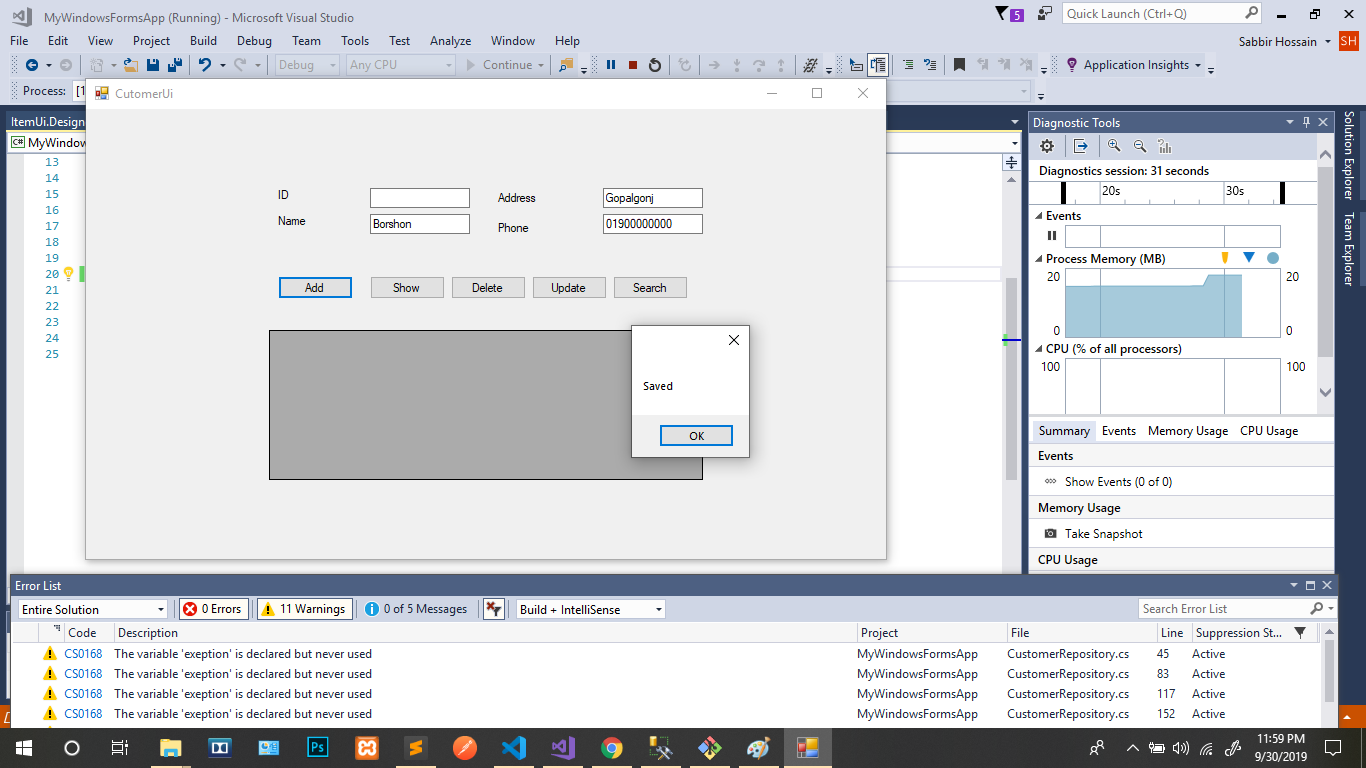 MyWindowsFormsApp (Running) - Microsoft Visual Studio
5
Quick Launch (Ctrl+Q)
File Edit View Project Build Debug Team Tools Test Analyze Window Help
Sabbir Hossain SH
Debug Any CPU Continue Application Insights
Process: [1
CutomerUi
ItemUi.Design
C# MyWindow
13
14
15
16
17
18
19
20
21
22
23
24
25
ID
Address Gopalgonj
Name Borshon
Phone 01900000000
Add Show Delete Update Search
Saved
OK
Diagnostic Tools
Diagnostics session: 31 seconds
20s 30s
Events
Process Memory (MB)
20 20
0 0
CPU (% of all processors)
100 100
Summary Events Memory Usage CPU Usage
Events
Show Events (0 of 0)
Memory Usage
Take Snapshot
CPU Usage
Solution Explorer
Team Explorer
Error List
Entire Solution 0 Errors 11 Warnings 0 of 5 Messages Build + IntelliSense Search Error List
Code Description Project File Line Suppression St...
CS0168 The variable 'exeption' is declared but never used MyWindowsFormsApp CustomerRepository.cs 45 Active
CS0168 The variable 'exeption' is declared but never used MyWindowsFormsApp CustomerRepository.cs 83 Active
CS0168 The variable 'exeption' is declared but never used MyWindowsFormsApp CustomerRepository.cs 117 Active
CS0168 The variable 'exeption' is declared but never used MyWindowsFormsApp CustomerRepository.cs 152 Active
Ps
11:59 PM
9/30/2019